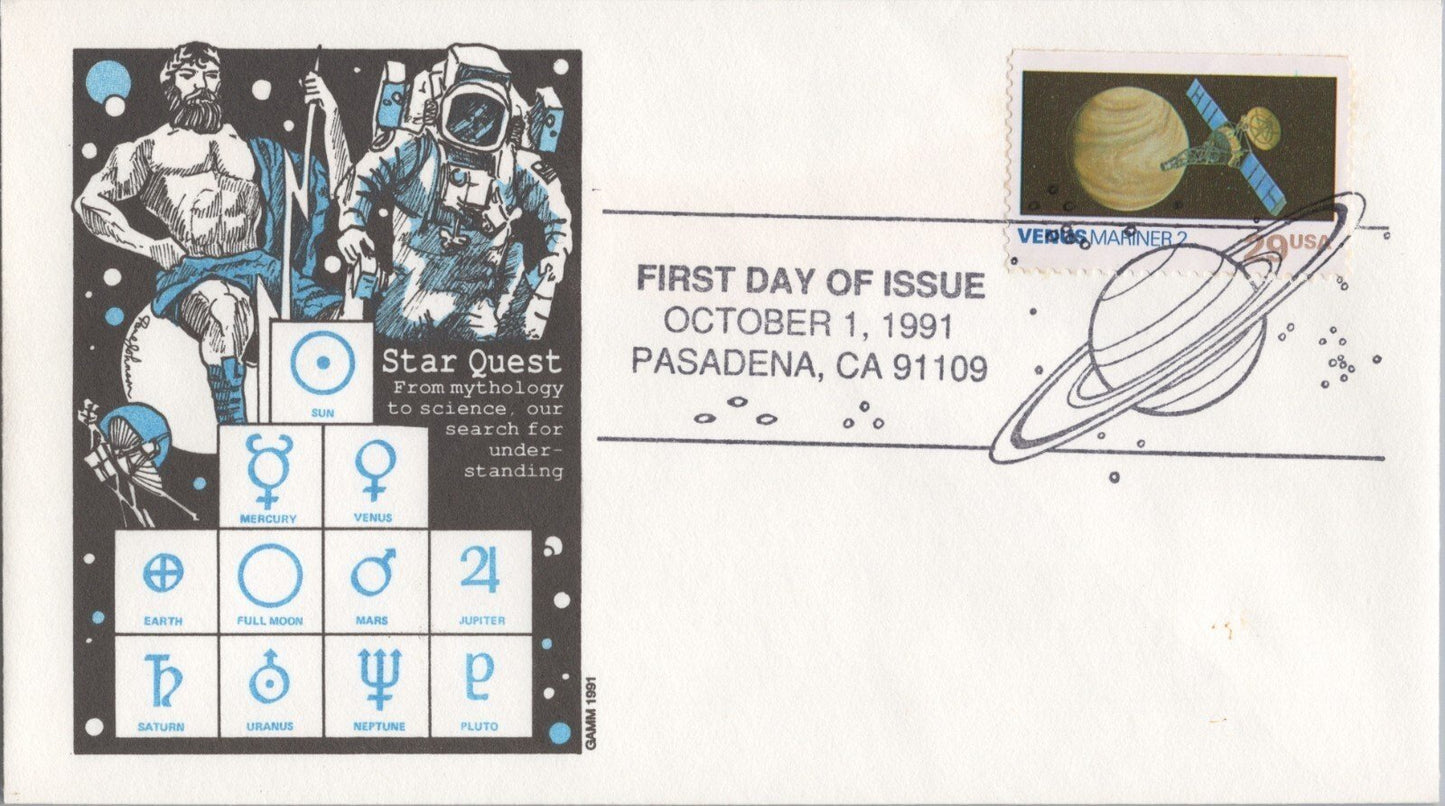 Star Quest
From mythology
to science, our
search for
under-
standing
SUN
MERCURY
VENUS
EARTH
FULL MOON
MARS
JUPITER
SATURN
URANUS
NEPTUNE
PLUTO
GAMM 1991
VENUS MARINER 2
29USA
FIRST DAY OF ISSUE
OCTOBER 1, 1991
PASADENA, CA 91109